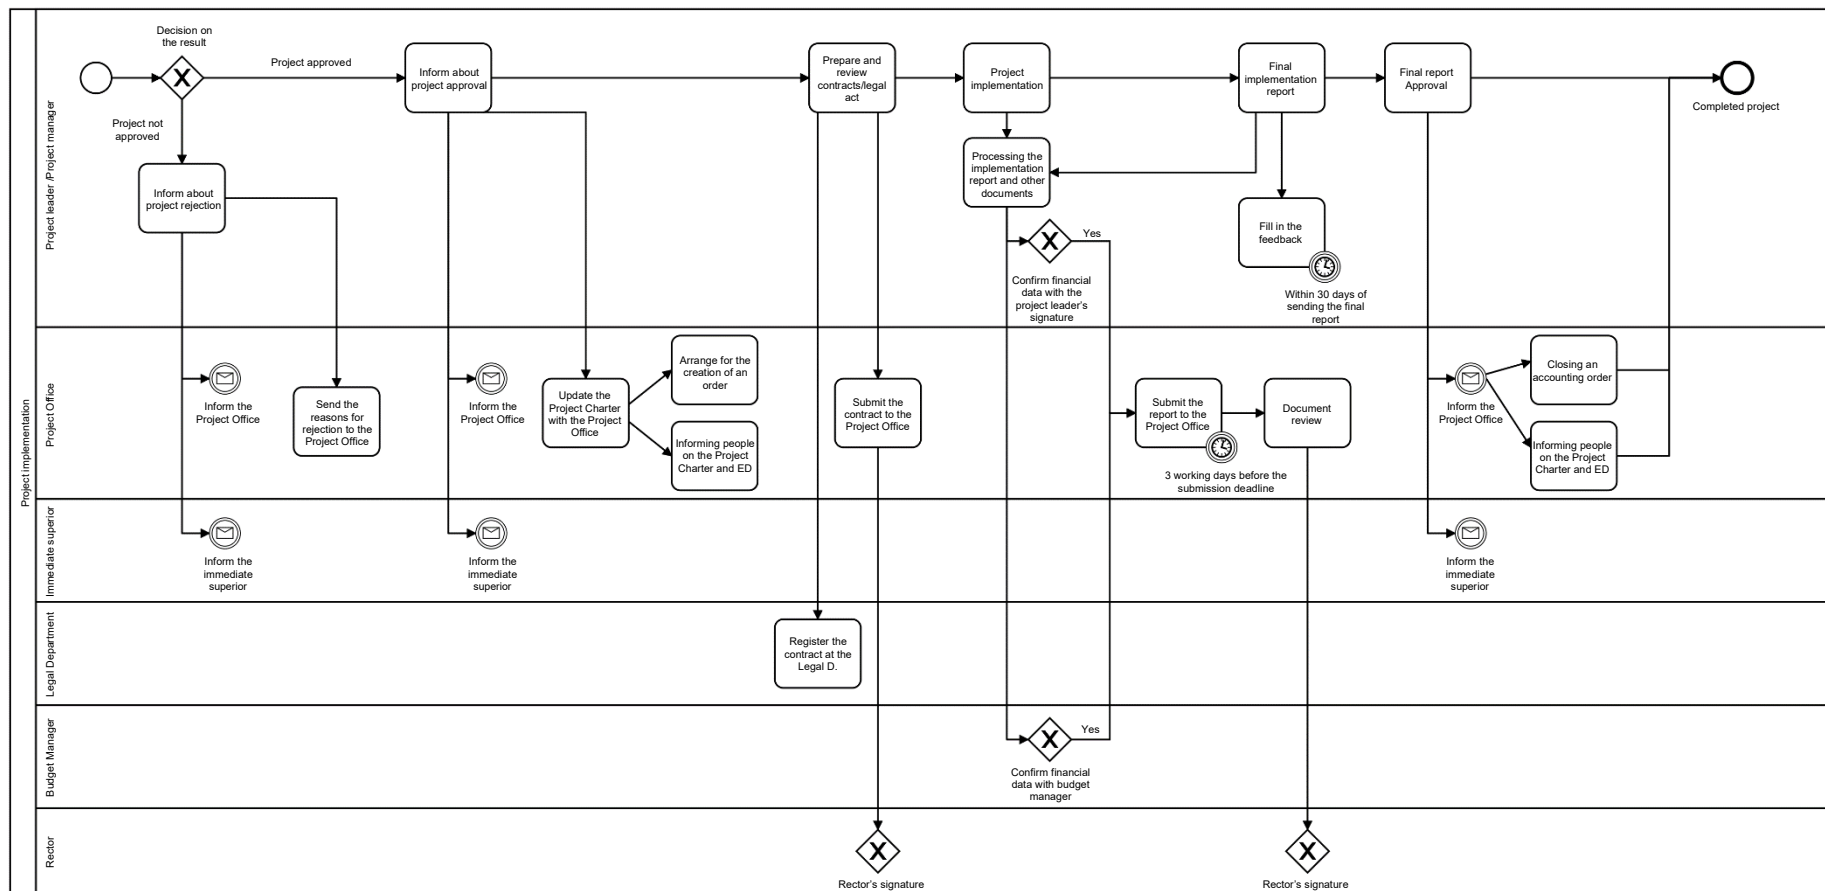 Project implementation
Project leader /Project manager
Decision on
the result
Project approved
Project not
approved
Inform about
project rejection
Inform about
project approval
Prepare and
review
contracts/legal
act
Project
implementation
Processing the
implementation
report and other
documents
Yes
Confirm financial
data with the
project leader's
signature
Final
implementation
report
Fill in the
feedback
Within 30 days of
sending the final
report
Final report
Approval
Completed project
Project Office
Inform the
Project Office
Send the
reasons for
rejection to the
Project Office
Inform the
Project Office
Update the
Project Charter
with the Project
Office
Arrange for the
creation of an
order
Informing people
on the Project
Charter and ED
Submit the
contract to the
Project Office
Submit the
report to the
Project Office
3 working days before the
submission deadline
Document
review
Inform the
Project Office
Closing an
accounting order
Informing people
on the Project
Charter and ED
Immediate superior
Inform the
immediate
superior
Inform the
immediate
superior
Inform the
immediate
superior
Legal Department
Register the
contract at the
Legal D.
Budget Manager
Yes
Confirm financial
data with budget
manager
Rector
Rector's signature
Rector's signature